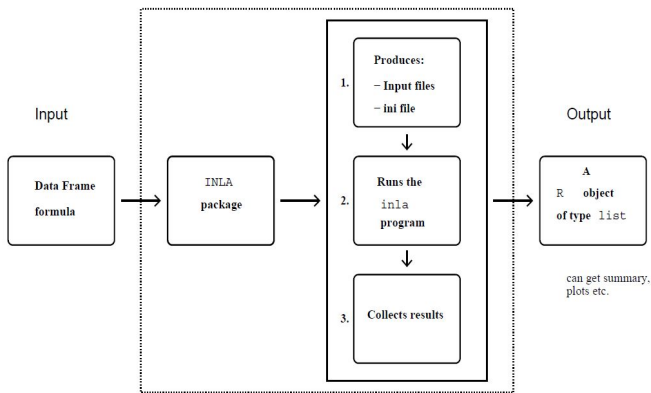 Input
Data Frame
formula
INLA
package
1.
Produces:
– Input files
– ini file
2.
Runs the
inla
program
3.
Collects results
Output
A
R object
of type list
can get summary,
plots etc.